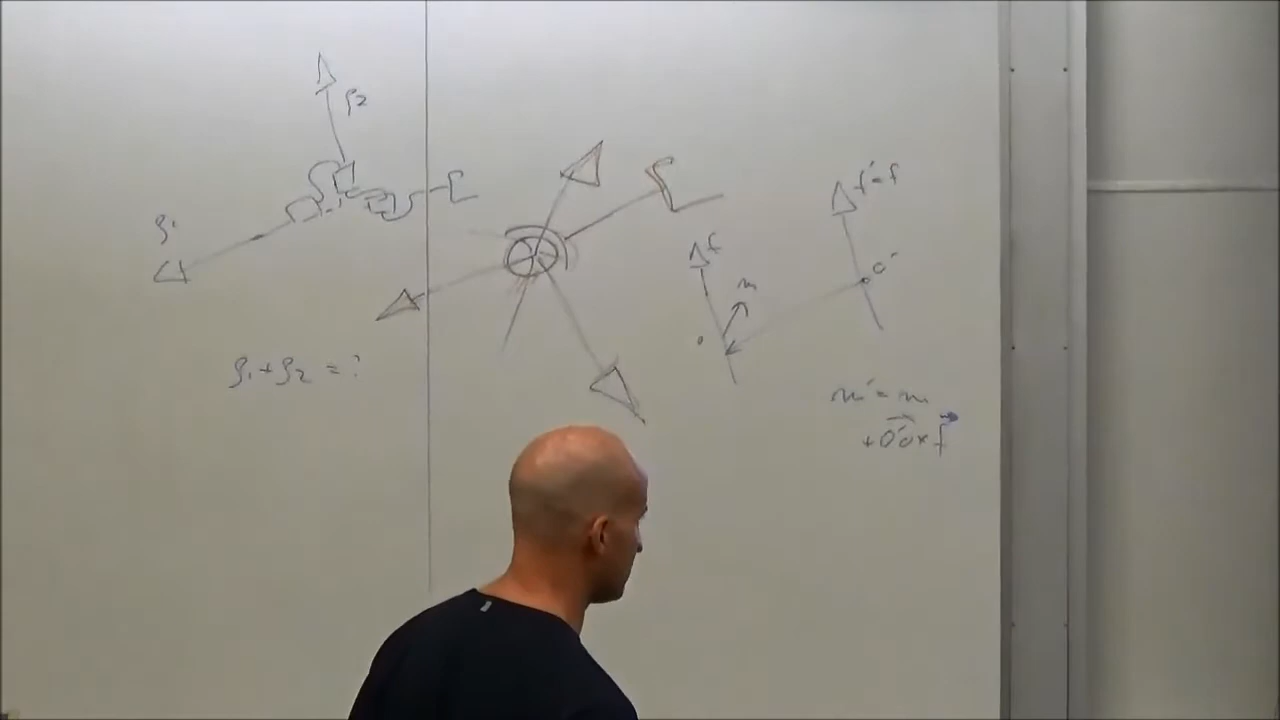 ρ2
ρ1
ρ1 + ρ2 = ?
f
m
o
f' = f
o'
m' = m
+ O'O × f